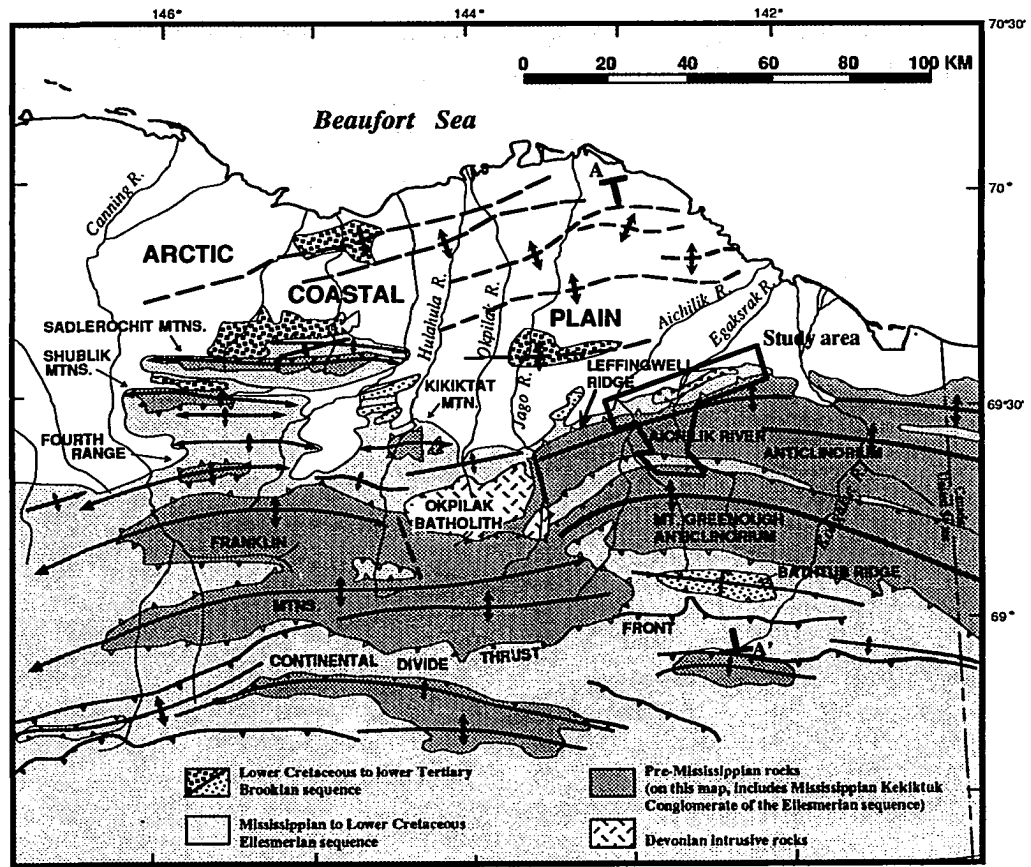 146°
144°
142°
70°30'
0 20 40 60 80 100 KM
Beaufort Sea
Canning R.
A
70°
ARCTIC
COASTAL
PLAIN
Hulahula R.
Okpilak R.
Jago R.
Aichilik R.
Egaksrak R.
Study area
SADLEROCHIT MTNS.
SHUBLIK
MTNS.
KIKIKTAT
MTN.
LEFFINGWELL
RIDGE
69°30'
FOURTH
RANGE
AICHILIK RIVER
ANTICLINORIUM
OKPILAK
BATHOLITH
FRANKLIN
MTNS.
MT. GREENOUGH
ANTICLINORIUM
BATHTUB RIDGE
69°
FRONT
CONTINENTAL DIVIDE THRUST
A'
Lower Cretaceous to lower Tertiary
Brookian sequence
Mississippian to Lower Cretaceous
Ellesmerian sequence
Pre-Mississippian rocks
(on this map, includes Mississippian Kekiktuk
Conglomerate of the Ellesmerian sequence)
Devonian intrusive rocks
146°
144°
142°